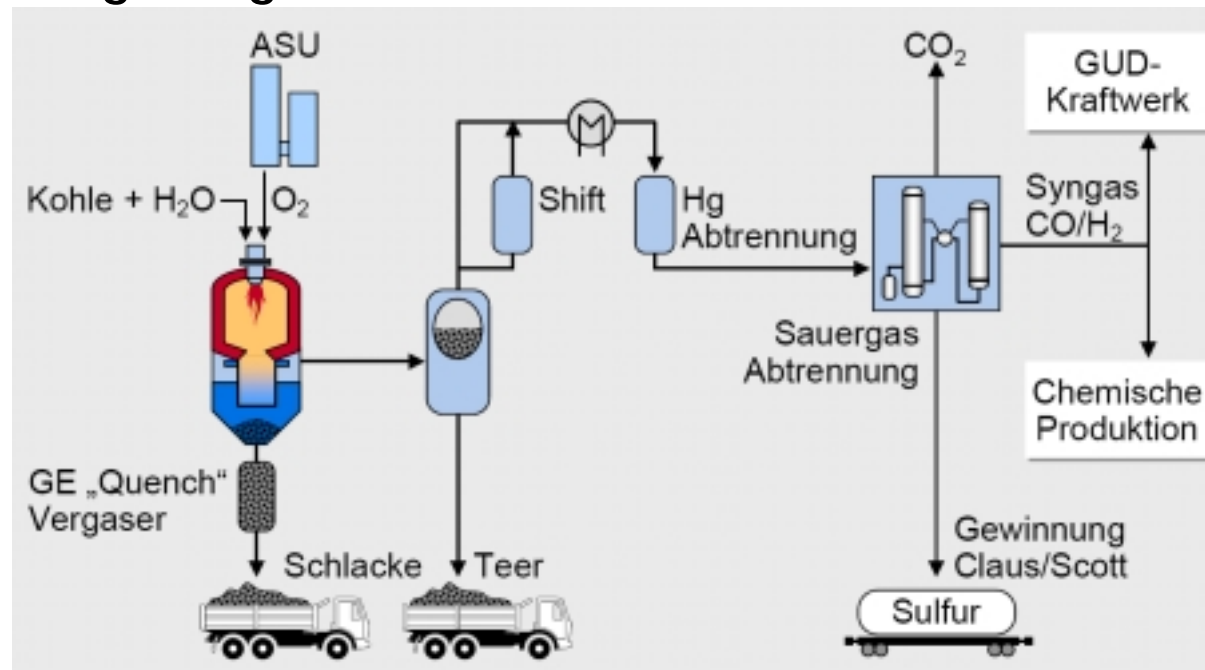 ASU
CO₂
GUD-
Kraftwerk
Kohle + H₂O
O₂
Shift
Hg
Abtrennung
Syngas
CO/H₂
Sauergas
Abtrennung
Chemische
Produktion
GE „Quench“
Vergaser
Schlacke
Teer
Gewinnung
Claus/Scott
Sulfur